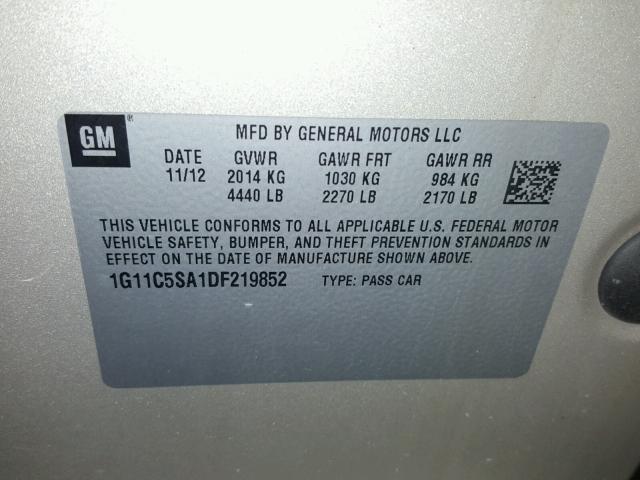 GM ®
MFD BY GENERAL MOTORS LLC
DATE GVWR GAWR FRT GAWR RR
11/12 2014 KG 1030 KG 984 KG
4440 LB 2270 LB 2170 LB
THIS VEHICLE CONFORMS TO ALL APPLICABLE U.S. FEDERAL MOTOR
VEHICLE SAFETY, BUMPER, AND THEFT PREVENTION STANDARDS IN
EFFECT ON THE DATE OF MANUFACTURE SHOWN ABOVE.
1G11C5SA1DF219852 TYPE: PASS CAR